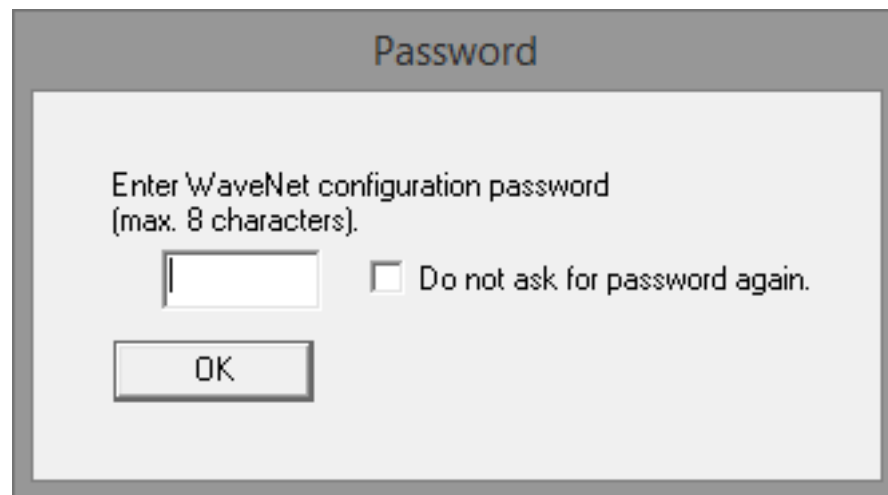 Password
Enter WaveNet configuration password
(max. 8 characters).
Do not ask for password again.
OK